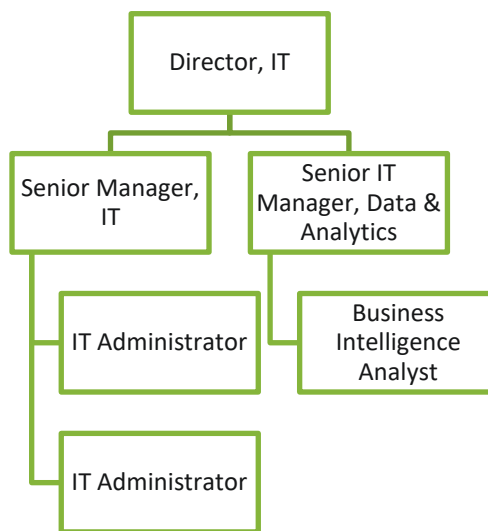 Director, IT
Senior Manager,
IT
Senior IT
Manager, Data &
Analytics
IT Administrator
Business
Intelligence
Analyst
IT Administrator